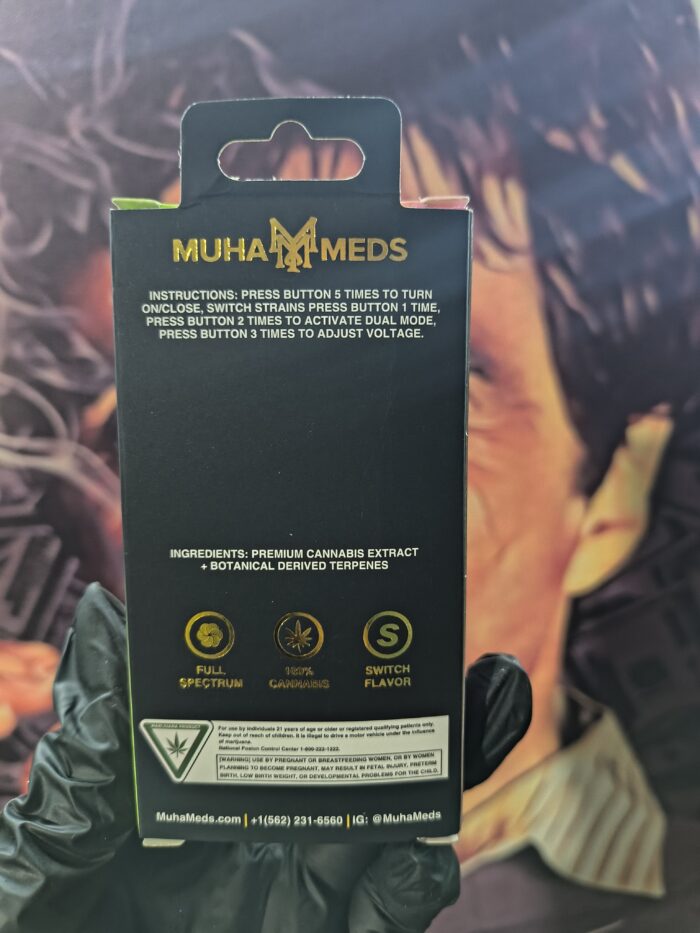 MUHA MEDS
INSTRUCTIONS: PRESS BUTTON 5 TIMES TO TURN
ON/CLOSE, SWITCH STRAINS PRESS BUTTON 1 TIME,
PRESS BUTTON 2 TIMES TO ACTIVATE DUAL MODE,
PRESS BUTTON 3 TIMES TO ADJUST VOLTAGE.
INGREDIENTS: PREMIUM CANNABIS EXTRACT
+ BOTANICAL DERIVED TERPENES
S
FULL
SPECTRUM
100%
CANNABIS
SWITCH
FLAVOR
MARIJUANA PRODUCT
For use by individuals 21 years of age or older or registered qualifying patients only.
Keep out of reach of children. It is illegal to drive a motor vehicle under the influence
of marijuana.
National Posion Control Center 1-800-222-1222.
[WARNING] USE BY PREGNANT OR BREASTFEEDING WOMEN, OR BY WOMEN
PLANNING TO BECOME PREGNANT, MAY RESULT IN FETAL INJURY, PRETERM
BIRTH, LOW BIRTH WEIGHT, OR DEVELOPMENTAL PROBLEMS FOR THE CHILD.
MuhaMeds.com | +1(562) 231-6560 | IG: @MuhaMeds